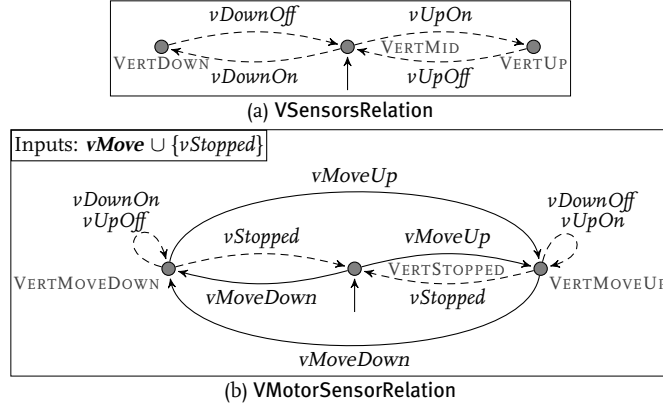 vDownOff vUpOn
VERTDOWN VERTMID VERTUP
vDownOn vUpOff
(a) VSensorsRelation
Inputs: vMove ∪ {vStopped}
vMoveUp
vDownOn vDownOff
vUpOff vStopped vMoveUp vUpOn
VERTMOVEDOWN VERTSTOPPED VERTMOVEUP
vMoveDown vStopped
vMoveDown
(b) VMotorSensorRelation